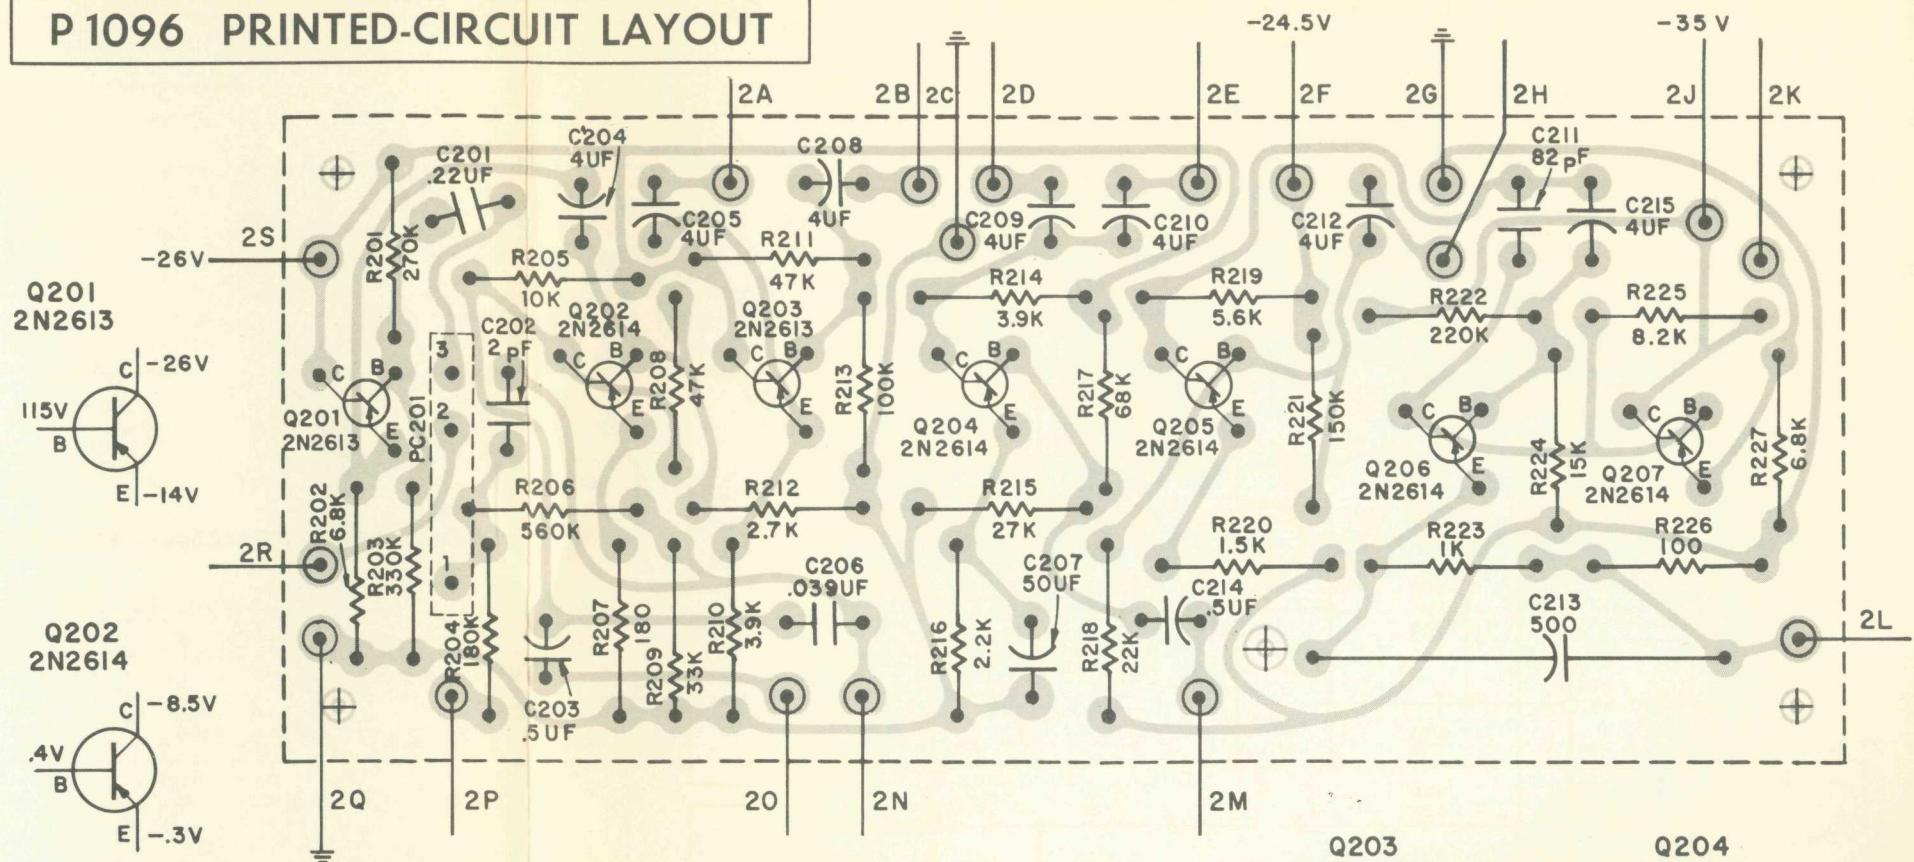 P 1096 PRINTED-CIRCUIT LAYOUT
-24.5V
-35 V
2A
2B
2C
2D
2E
2F
2G
2H
2J
2K
C201
.22UF
C204
4UF
C208
4UF
C205
4UF
C209
4UF
C210
4UF
C212
4UF
C211
82pF
C215
4UF
2S
-26V
R201
270K
R205
10K
R211
47K
R214
3.9K
R219
5.6K
R222
220K
R225
8.2K
Q201
2N2613
C
-26V
115V
B
E
-14V
C
B
E
Q201
2N2613
3
2
1
PC201
C202
2pF
Q202
2N2614
C
B
E
R208
47K
Q203
2N2613
C
B
E
R213
100K
C
B
E
Q204
2N2614
R217
68K
C
B
E
Q205
2N2614
R221
150K
C
B
E
Q206
2N2614
R224
15K
C
B
E
Q207
2N2614
R227
6.8K
2R
R202
6.8K
R203
330K
R206
560K
R212
2.7K
R215
27K
R220
1.5K
R223
1K
R226
100
Q202
2N2614
C
-8.5V
.4V
B
E
-.3V
R204
180K
C203
.5UF
R207
180
R209
33K
R210
3.9K
C206
.039UF
R216
2.2K
C207
50UF
R218
22K
C214
.5UF
C213
500
2L
2Q
2P
2O
2N
2M
Q203
Q204